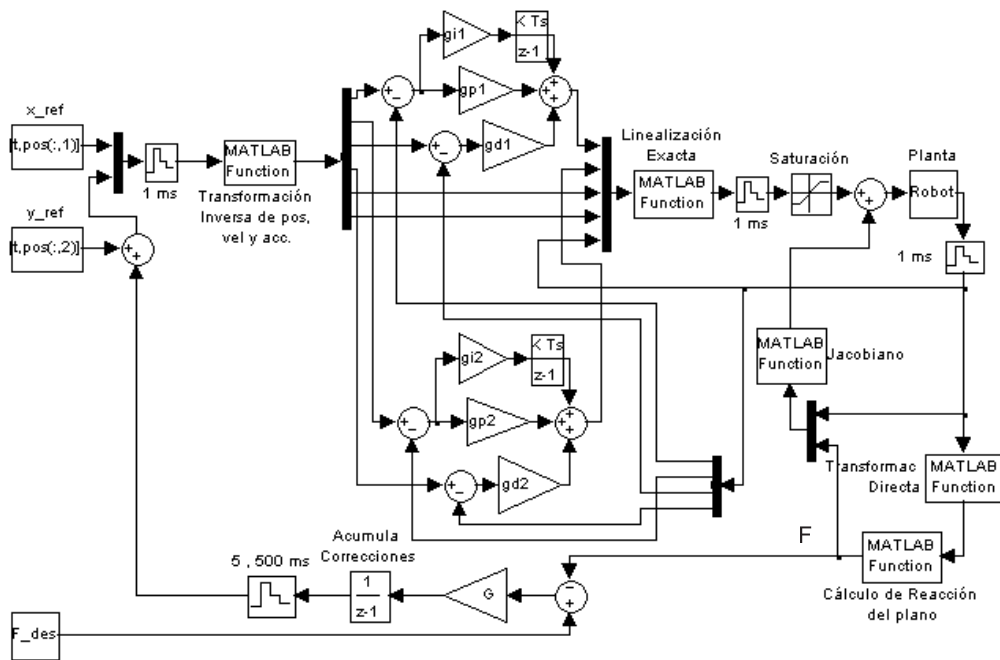 x_ref
[t,pos(:,1)]
y_ref
[t,pos(:,2)]
1 ms
MATLAB
Function
Transformación
Inversa de pos,
vel y acc.
gi1
< Ts
z-1
gp1
gd1
Linealización
Exacta
MATLAB
Function
1 ms
Saturación
Planta
Robot
1 ms
MATLAB
Function
Jacobiano
gi2
< Ts
z-1
gp2
gd2
Transformac
Directa
MATLAB
Function
F
MATLAB
Function
Cálculo de Reacción
del plano
Acumula
Correcciones
5 , 500 ms
1
z-1
G
F_des